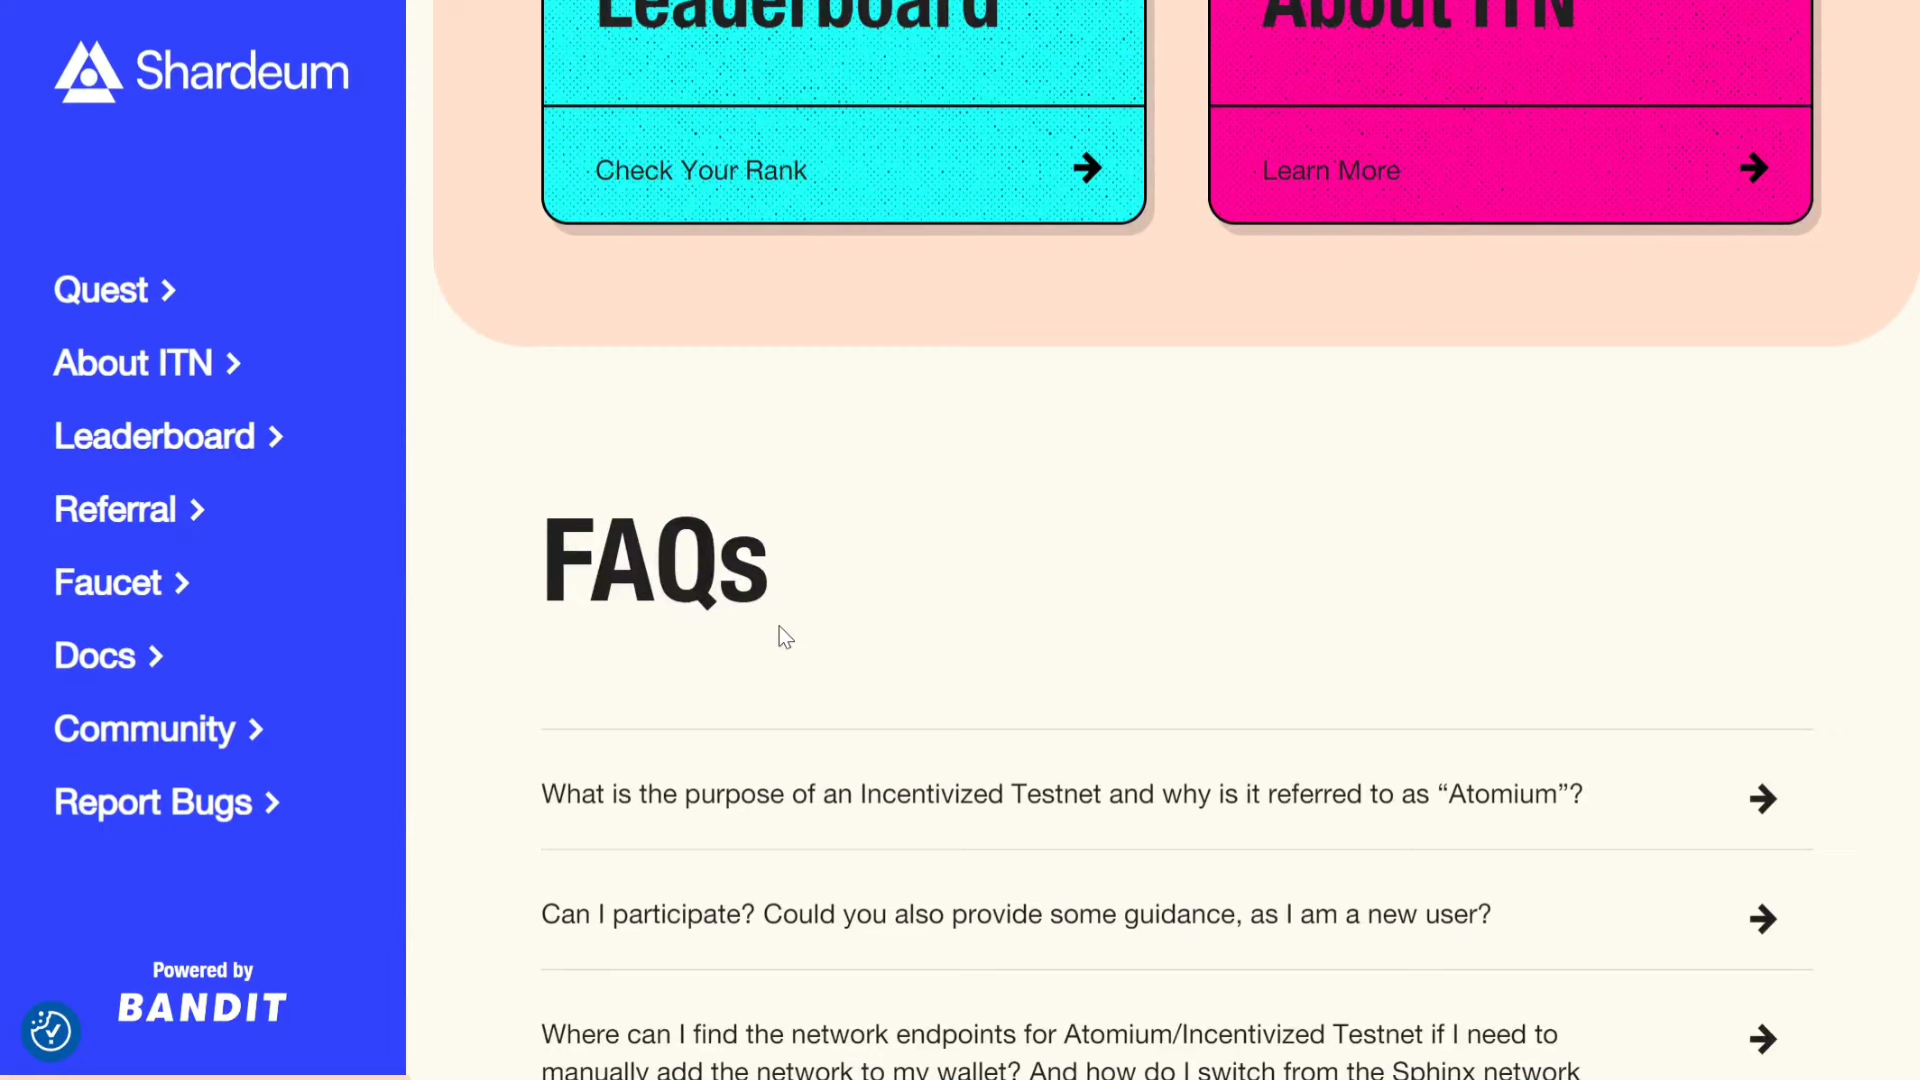 Shardeum
Quest
About ITN
Leaderboard
Referral
Faucet
Docs
Community
Report Bugs
Powered by
BANDIT
Leaderboard
Check Your Rank
About ITN
Learn More
FAQs
What is the purpose of an Incentivized Testnet and why is it referred to as “Atomium”?
Can I participate? Could you also provide some guidance, as I am a new user?
Where can I find the network endpoints for Atomium/Incentivized Testnet if I need to
manually add the network to my wallet? And how do I switch from the Sphinx network